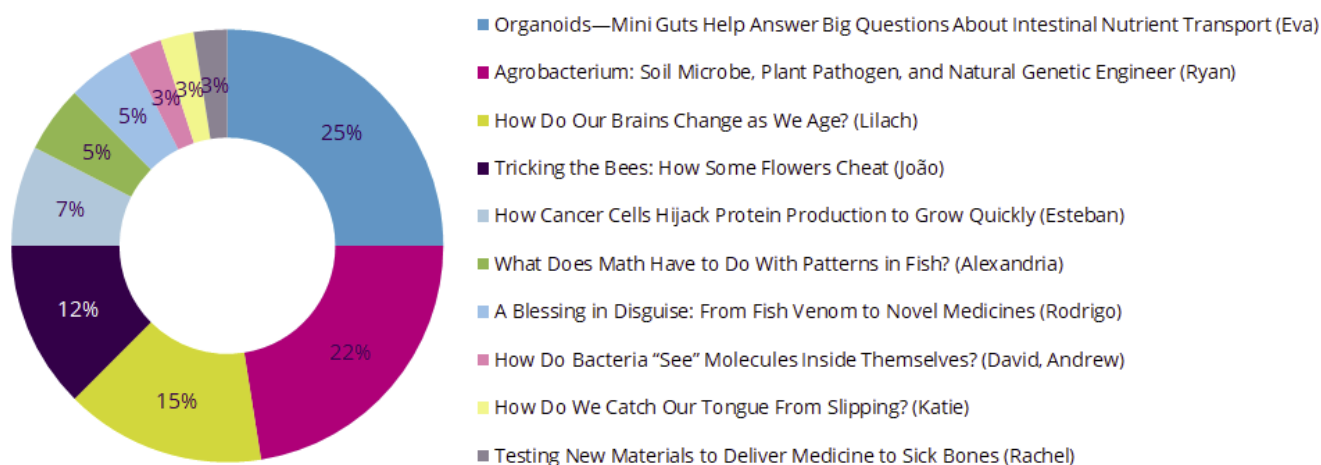 25%
22%
15%
12%
7%
5%
5%
3%
3%
3%
Organoids—Mini Guts Help Answer Big Questions About Intestinal Nutrient Transport (Eva)
Agrobacterium: Soil Microbe, Plant Pathogen, and Natural Genetic Engineer (Ryan)
How Do Our Brains Change as We Age? (Lilach)
Tricking the Bees: How Some Flowers Cheat (João)
How Cancer Cells Hijack Protein Production to Grow Quickly (Esteban)
What Does Math Have to Do With Patterns in Fish? (Alexandria)
A Blessing in Disguise: From Fish Venom to Novel Medicines (Rodrigo)
How Do Bacteria “See” Molecules Inside Themselves? (David, Andrew)
How Do We Catch Our Tongue From Slipping? (Katie)
Testing New Materials to Deliver Medicine to Sick Bones (Rachel)